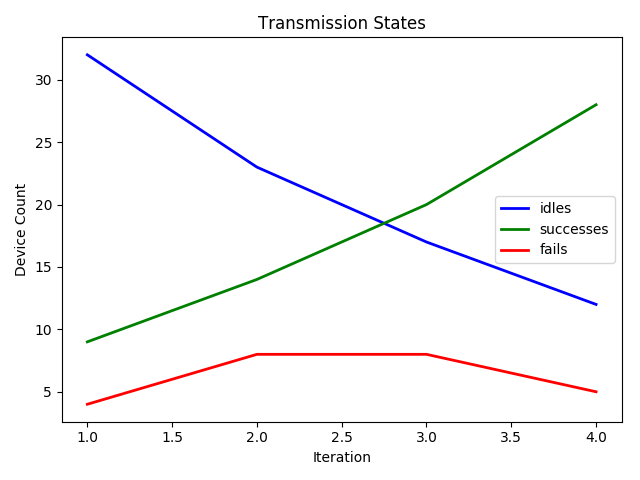 Transmission States
Device Count
30
25
20
15
10
5
idles
successes
fails
1.0 1.5 2.0 2.5 3.0 3.5 4.0
Iteration